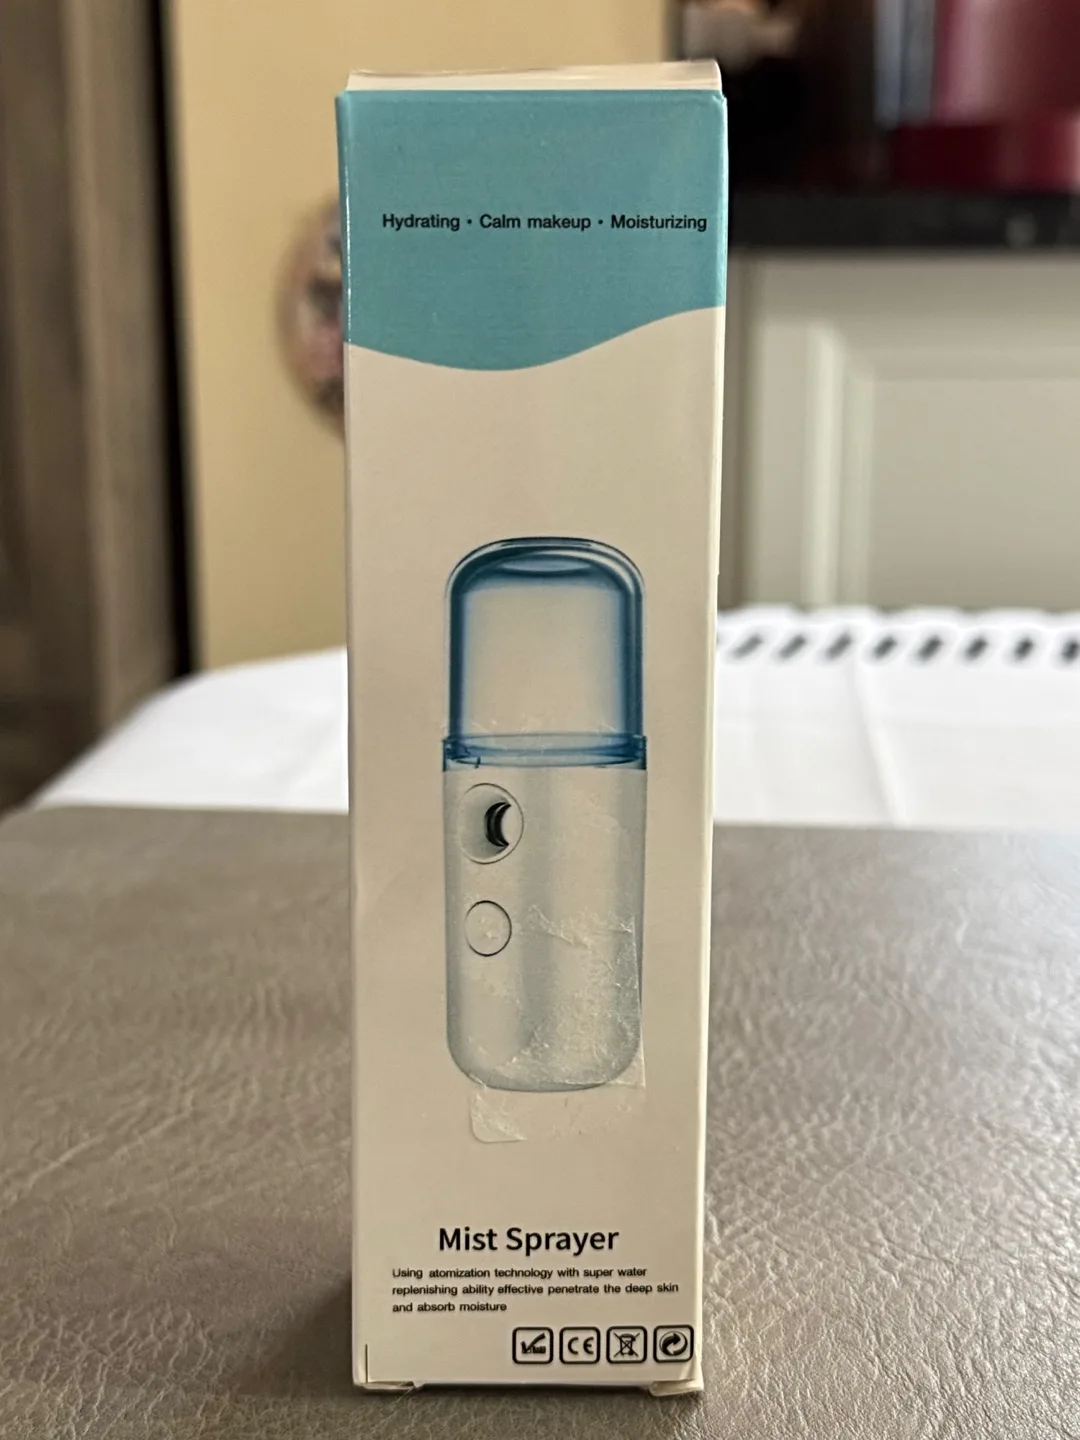 Hydrating • Calm makeup • Moisturizing
Mist Sprayer
Using atomization technology with super water
replenishing ability effective penetrate the deep skin
and absorb moisture
CE